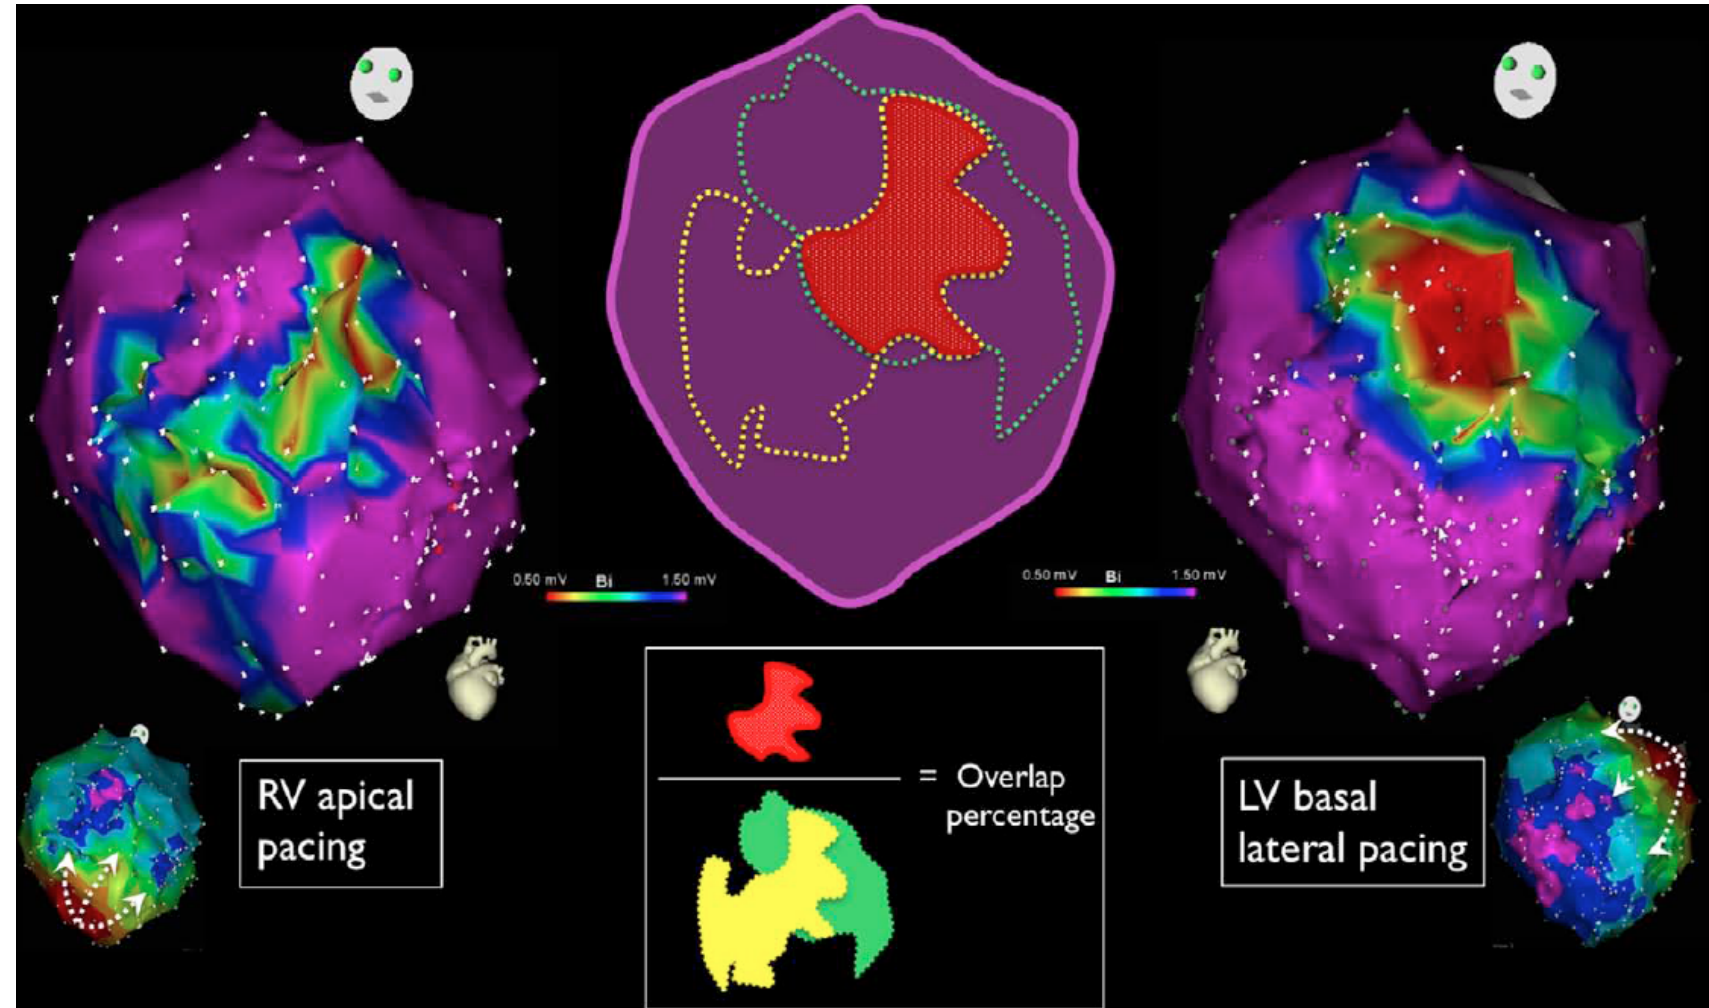 0.50 mV Bi 1.50 mV
0.50 mV Bi 1.50 mV
RV apical
pacing
= Overlap
percentage
LV basal
lateral pacing